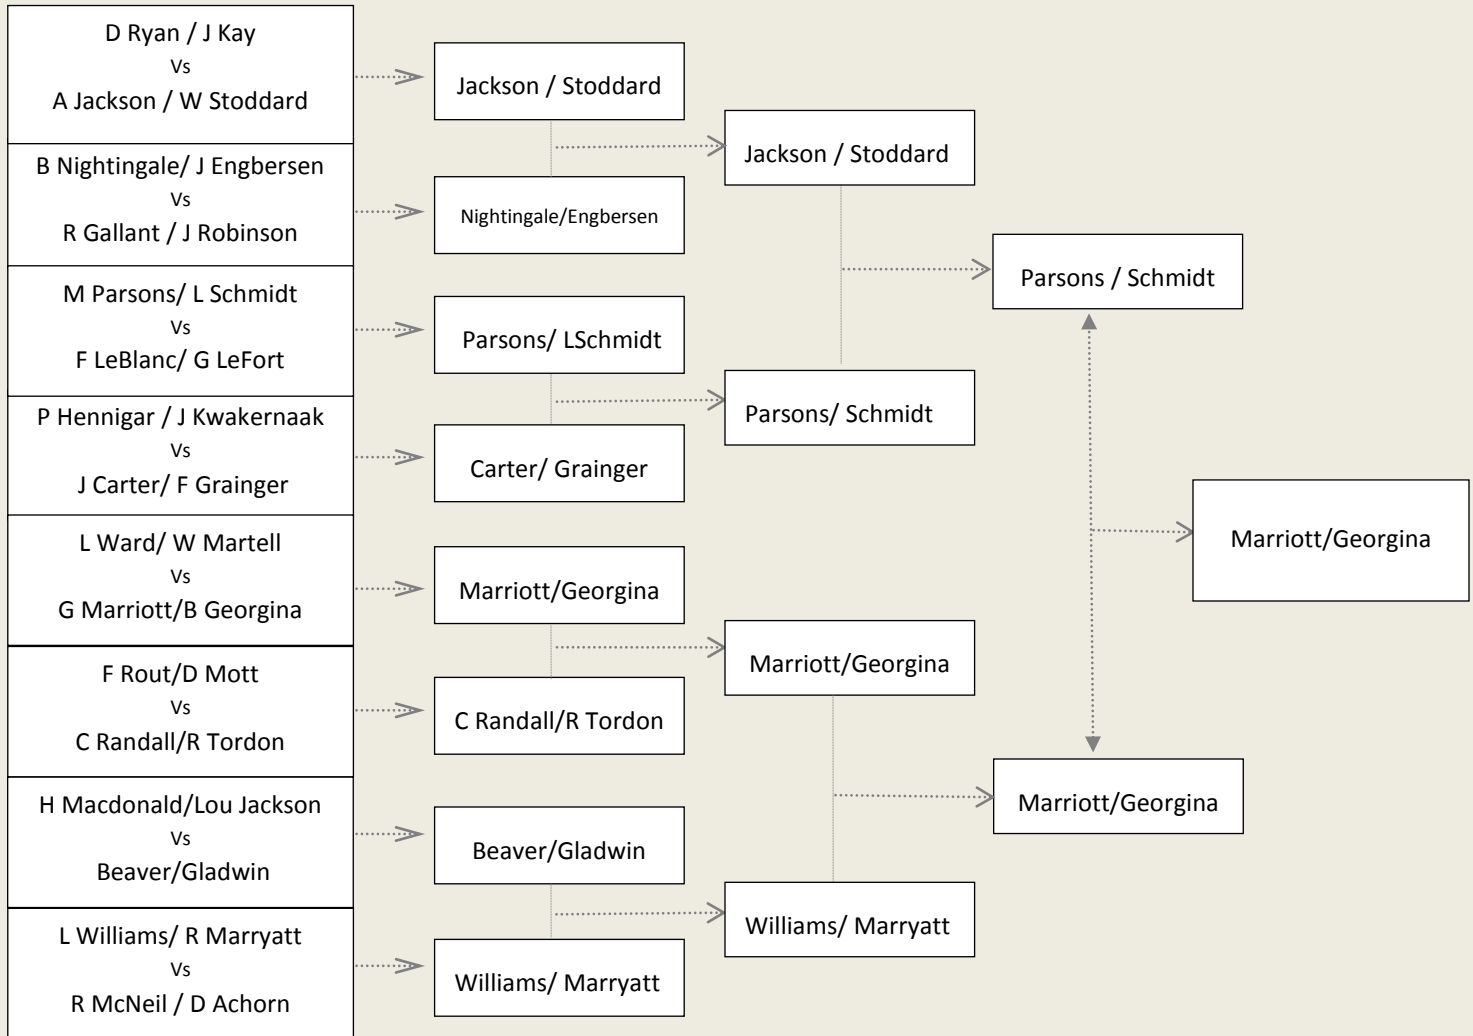 D Ryan / J Kay
Vs
A Jackson / W Stoddard
B Nightingale/ J Engbersen
Vs
R Gallant / J Robinson
M Parsons/ L Schmidt
Vs
F LeBlanc/ G LeFort
P Hennigar / J Kwakernaak
Vs
J Carter/ F Grainger
L Ward/ W Martell
Vs
G Marriott/B Georgina
F Rout/D Mott
Vs
C Randall/R Tordon
H Macdonald/Lou Jackson
Vs
Beaver/Gladwin
L Williams/ R Marryatt
Vs
R McNeil / D Achorn
Jackson / Stoddard
Nightingale/Engbersen
Parsons/ LSchmidt
Carter/ Grainger
Marriott/Georgina
C Randall/R Tordon
Beaver/Gladwin
Williams/ Marryatt
Jackson / Stoddard
Parsons/ Schmidt
Marriott/Georgina
Williams/ Marryatt
Parsons / Schmidt
Marriott/Georgina
Marriott/Georgina